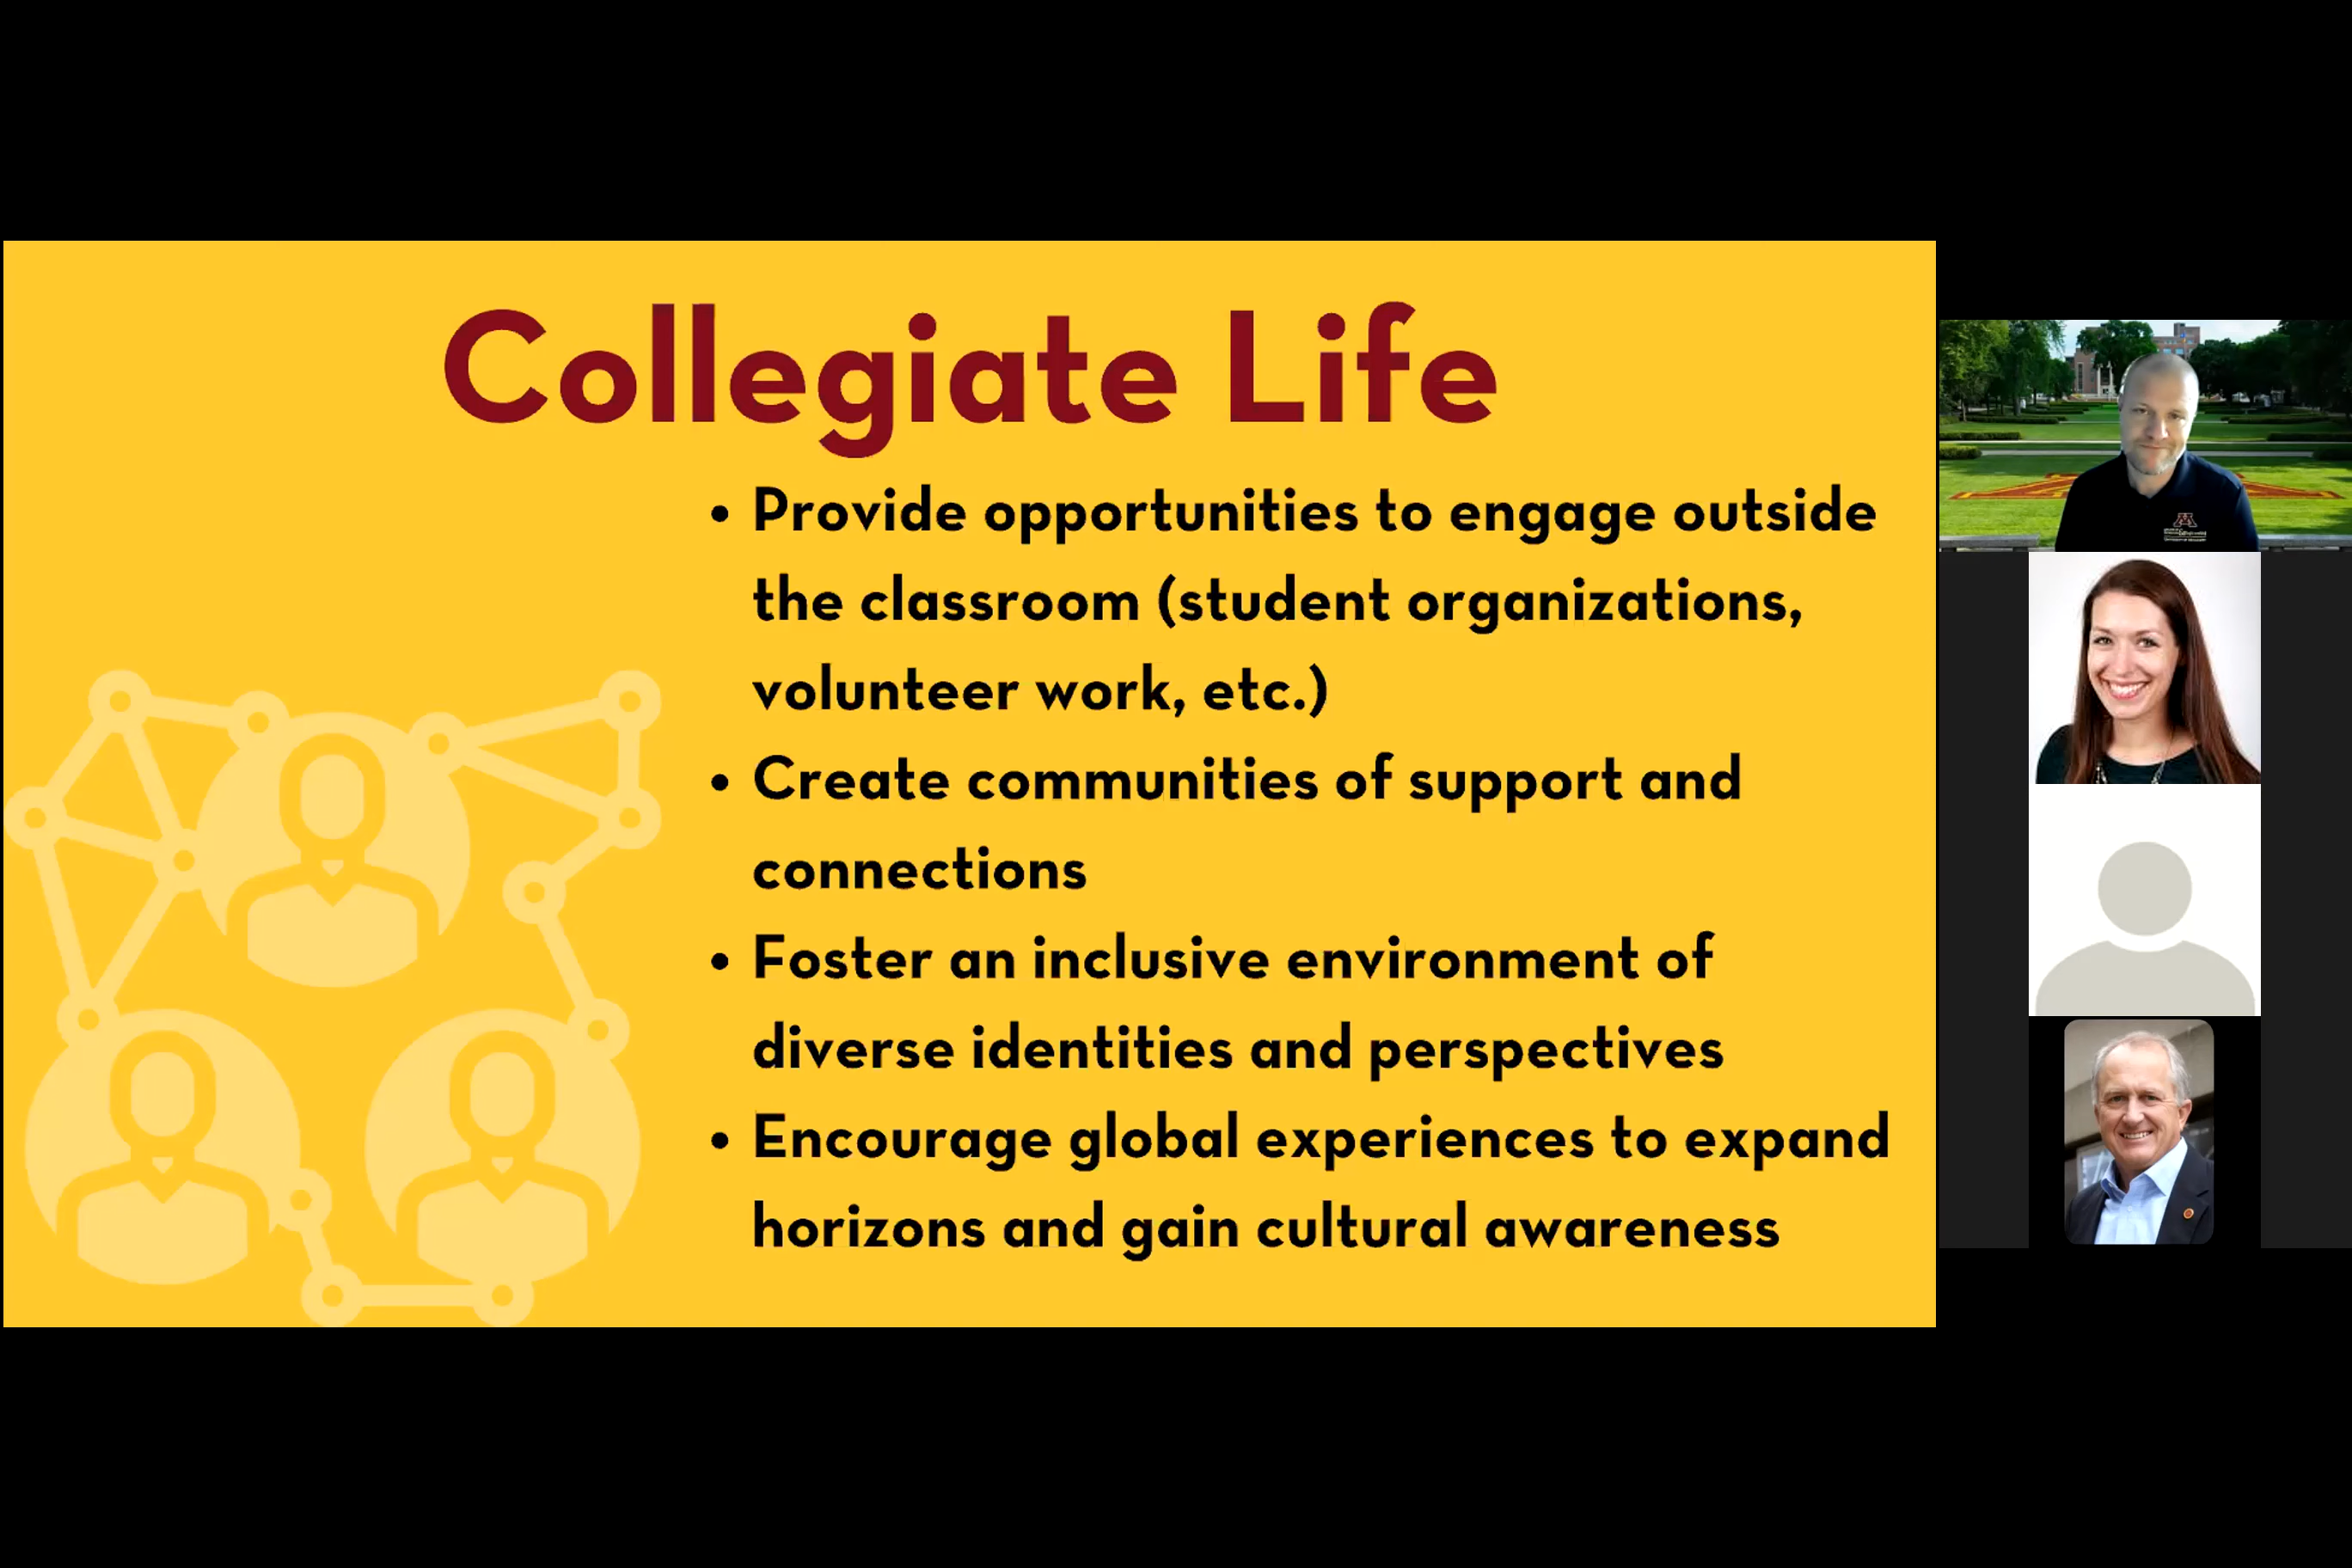 Collegiate Life
• Provide opportunities to engage outside
the classroom (student organizations,
volunteer work, etc.)
• Create communities of support and
connections
• Foster an inclusive environment of
diverse identities and perspectives
• Encourage global experiences to expand
horizons and gain cultural awareness
M